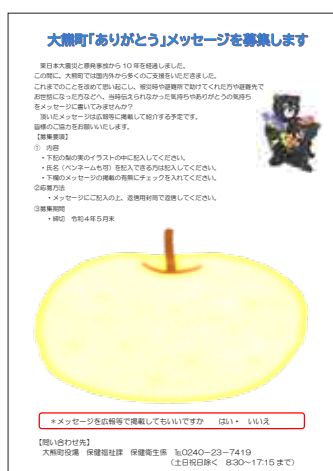 大熊町「ありがとう」メッセージを募集します
東日本大震災と原発事故から10年を経過しました。
この間に、大熊町では国内外から多くのご支援をいただきました。
これまでのことを改めて思い起こし、被災時や避難所で助けてくれた方や避難先で
お世話になった方などへ、当時伝えられなかった気持ちやありがとうの気持ち
をメッセージに書いてみませんか?
頂いたメッセージは広報等に掲載して紹介する予定です。
皆様のご協力をお願いいたします。
【募集要項】
① 内容
・下記の梨の実のイラストの中に記入してください。
・氏名(ペンネームも可)を記入できる方は記入してください。
・下欄のメッセージの掲載の有無にチェックを入れてください。
②応募方法
・メッセージにご記入の上、返信用封筒でご返信してください。
③募集期間
・締切 令和4年5月末
*メッセージを広報等で掲載してもいいですか はい・ いいえ
【問い合わせ先】
大熊町役場 保健福祉課 保健衛生係 ℡0240-23-7419
(土日祝日除く 8:30~17:15まで)